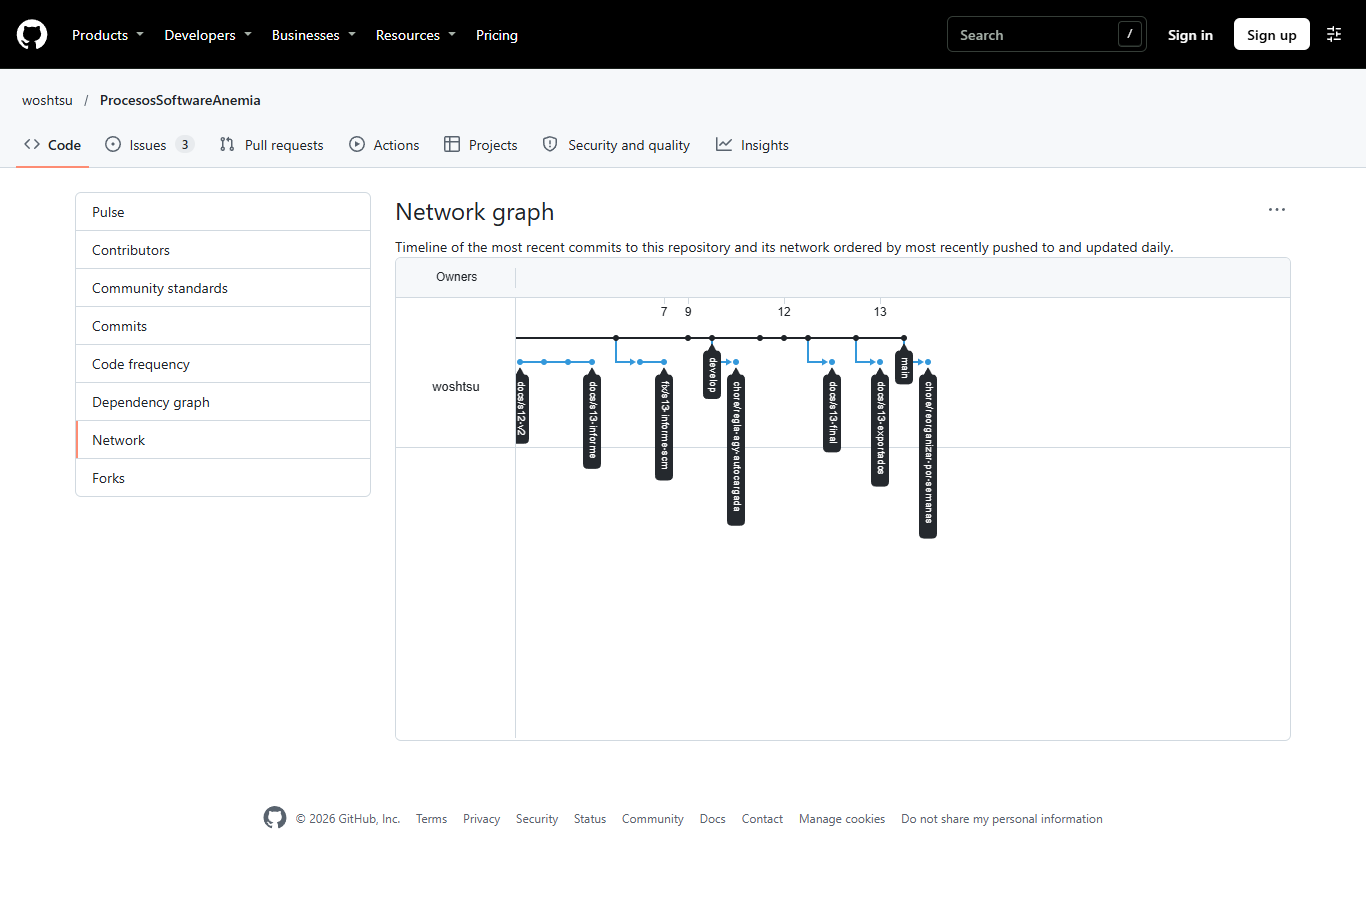 Products Developers Businesses Resources Pricing Search / Sign in Sign up
woshtsu / ProcesosSoftwareAnemia
Code Issues 3 Pull requests Actions Projects Security and quality Insights
Pulse
Contributors
Community standards
Commits
Code frequency
Dependency graph
Network
Forks
Network graph
Timeline of the most recent commits to this repository and its network ordered by most recently pushed to and updated daily.
Owners
7 9 12 13
woshtsu
docs/s12-v2
docs/s13-informe
fix/s13-informe-scm
develop
chore/regla-agy-autocargada
docs/s13-final
docs/s13-exportados
main
chore/reorganizar-por-semanas
© 2026 GitHub, Inc. Terms Privacy Security Status Community Docs Contact Manage cookies Do not share my personal information